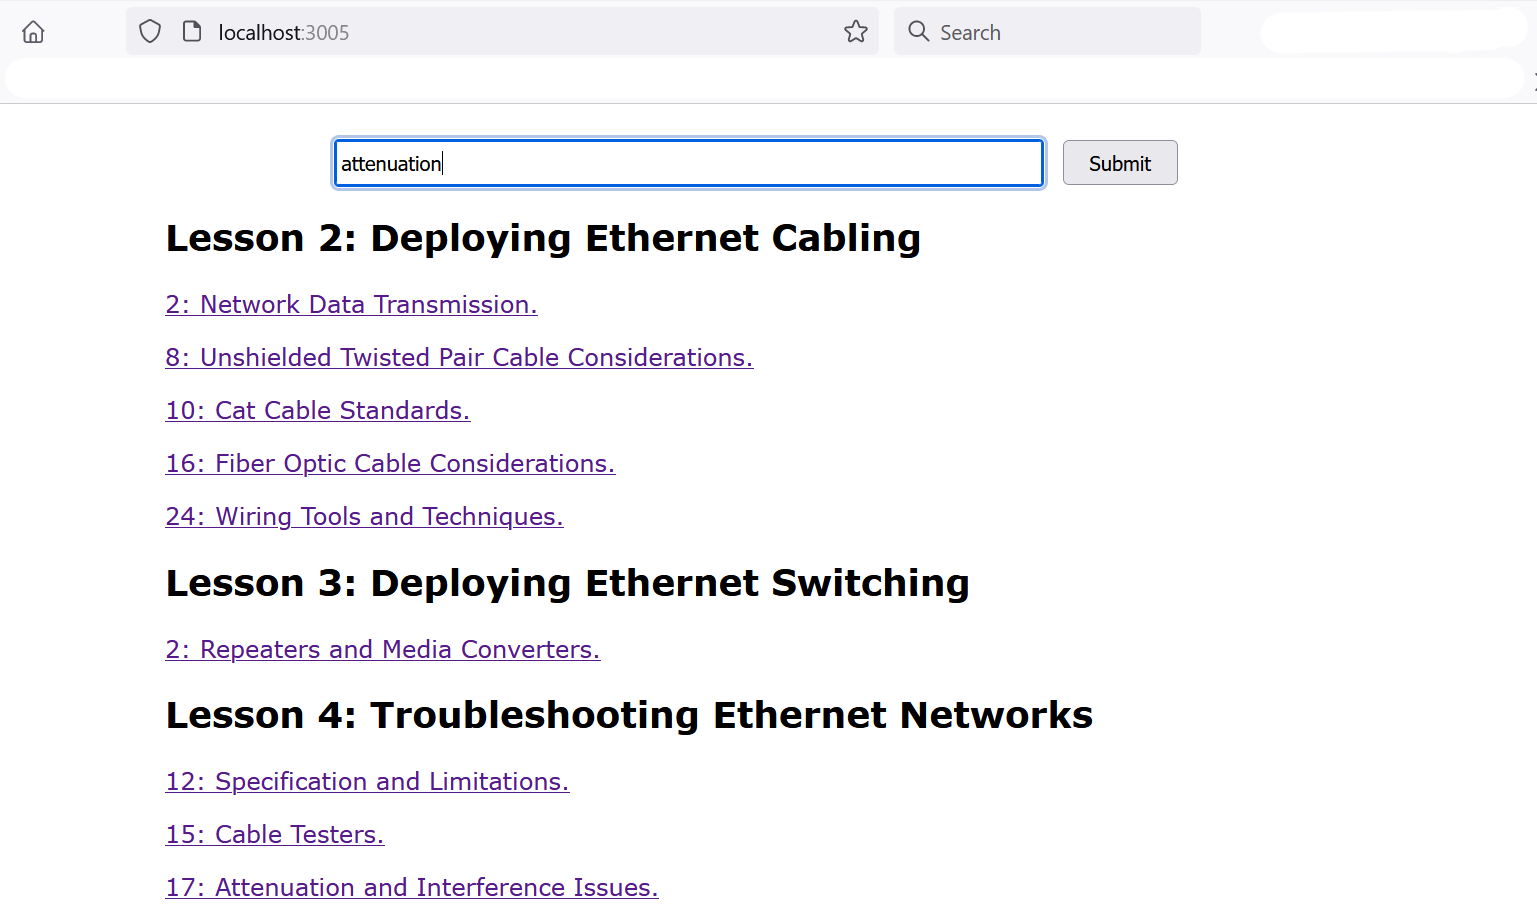 localhost:3005
Search
attenuation
Submit
Lesson 2: Deploying Ethernet Cabling
2: Network Data Transmission.
8: Unshielded Twisted Pair Cable Considerations.
10: Cat Cable Standards.
16: Fiber Optic Cable Considerations.
24: Wiring Tools and Techniques.
Lesson 3: Deploying Ethernet Switching
2: Repeaters and Media Converters.
Lesson 4: Troubleshooting Ethernet Networks
12: Specification and Limitations.
15: Cable Testers.
17: Attenuation and Interference Issues.